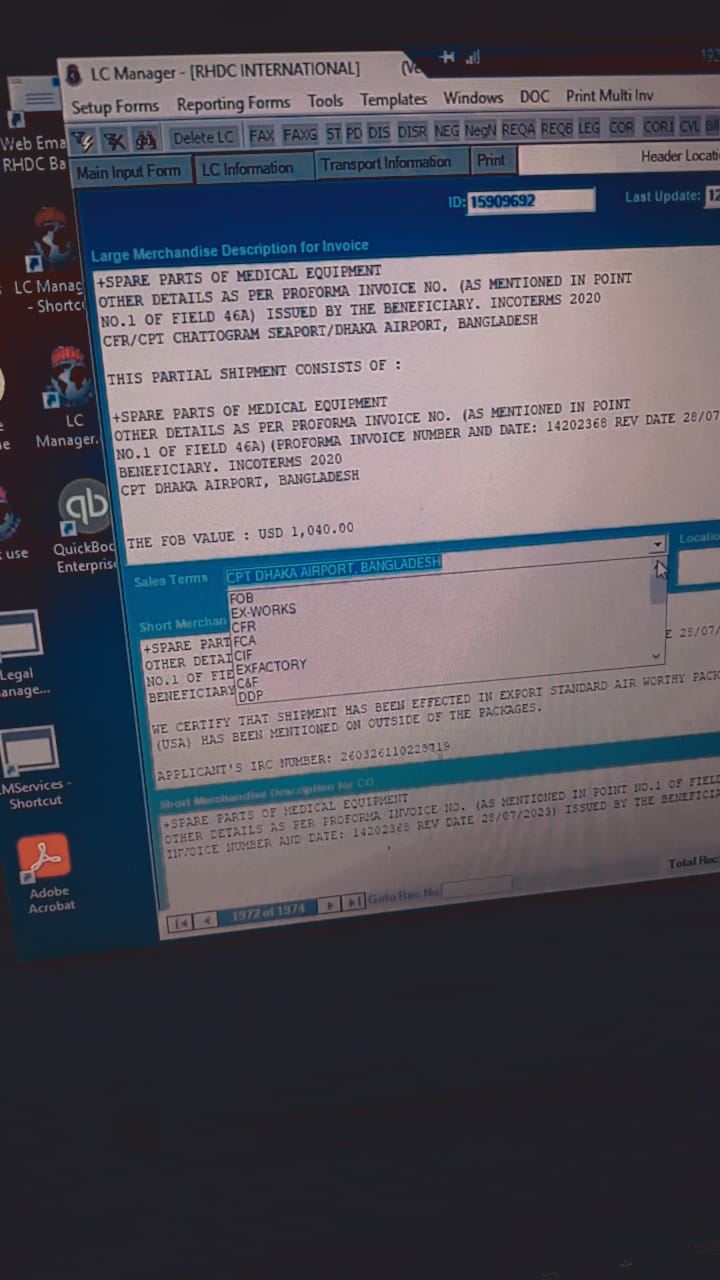 LC Manager - [RHDC INTERNATIONAL]
Setup Forms Reporting Forms Tools Templates Windows DOC Print Multi Inv
Delete LC FAX FAXG ST PD DIS DISR NEG NegN REQA REQB LEG COR COR1 CVL
Main Input Form LC Information Transport Information Print
Header Locati
ID: 15909692 Last Update: 12
Large Merchandise Description for Invoice
+SPARE PARTS OF MEDICAL EQUIPMENT
OTHER DETAILS AS PER PROFORMA INVOICE NO. (AS MENTIONED IN POINT
NO.1 OF FIELD 46A) ISSUED BY THE BENEFICIARY. INCOTERMS 2020
CFR/CPT CHATTOGRAM SEAPORT/DHAKA AIRPORT, BANGLADESH
THIS PARTIAL SHIPMENT CONSISTS OF :
+SPARE PARTS OF MEDICAL EQUIPMENT
OTHER DETAILS AS PER PROFORMA INVOICE NO. (AS MENTIONED IN POINT
NO.1 OF FIELD 46A) (PROFORMA INVOICE NUMBER AND DATE: 14202368 REV DATE 28/07
BENEFICIARY. INCOTERMS 2020
CPT DHAKA AIRPORT, BANGLADESH
THE FOB VALUE : USD 1,040.00
Sales Terms CPT DHAKA AIRPORT, BANGLADESH
Locatio
FOB
EX-WORKS
CFR
FCA
CIF
EXFACTORY
C&F
DDP
Short Merchan
+SPARE PART
OTHER DETAI
NO.1 OF FIE
E 28/07/
BENEFICIARY
WE CERTIFY THAT SHIPMENT HAS BEEN EFFECTED IN EXPORT STANDARD AIR WORTHY PACK
(USA) HAS BEEN MENTIONED ON OUTSIDE OF THE PACKAGES.
APPLICANT'S IRC NUMBER: 260326110228719
Short Merchandise Description for CO
+SPARE PARTS OF MEDICAL EQUIPMENT
OTHER DETAILS AS PER PROFORMA INVOICE NO. (AS MENTIONED IN POINT NO.1 OF FIELD
INVOICE NUMBER AND DATE: 14202368 REV DATE 28/07/2023) ISSUED BY THE BENEFICIA
Total Rec
1972 of 1974 Goto Rec No
Web Ema
RHDC Ba
LC Manag
- Shortcu
LC
Manager.
use
QuickBoo
Enterpris
Legal
anage...
MServices -
Shortcut
Adobe
Acrobat